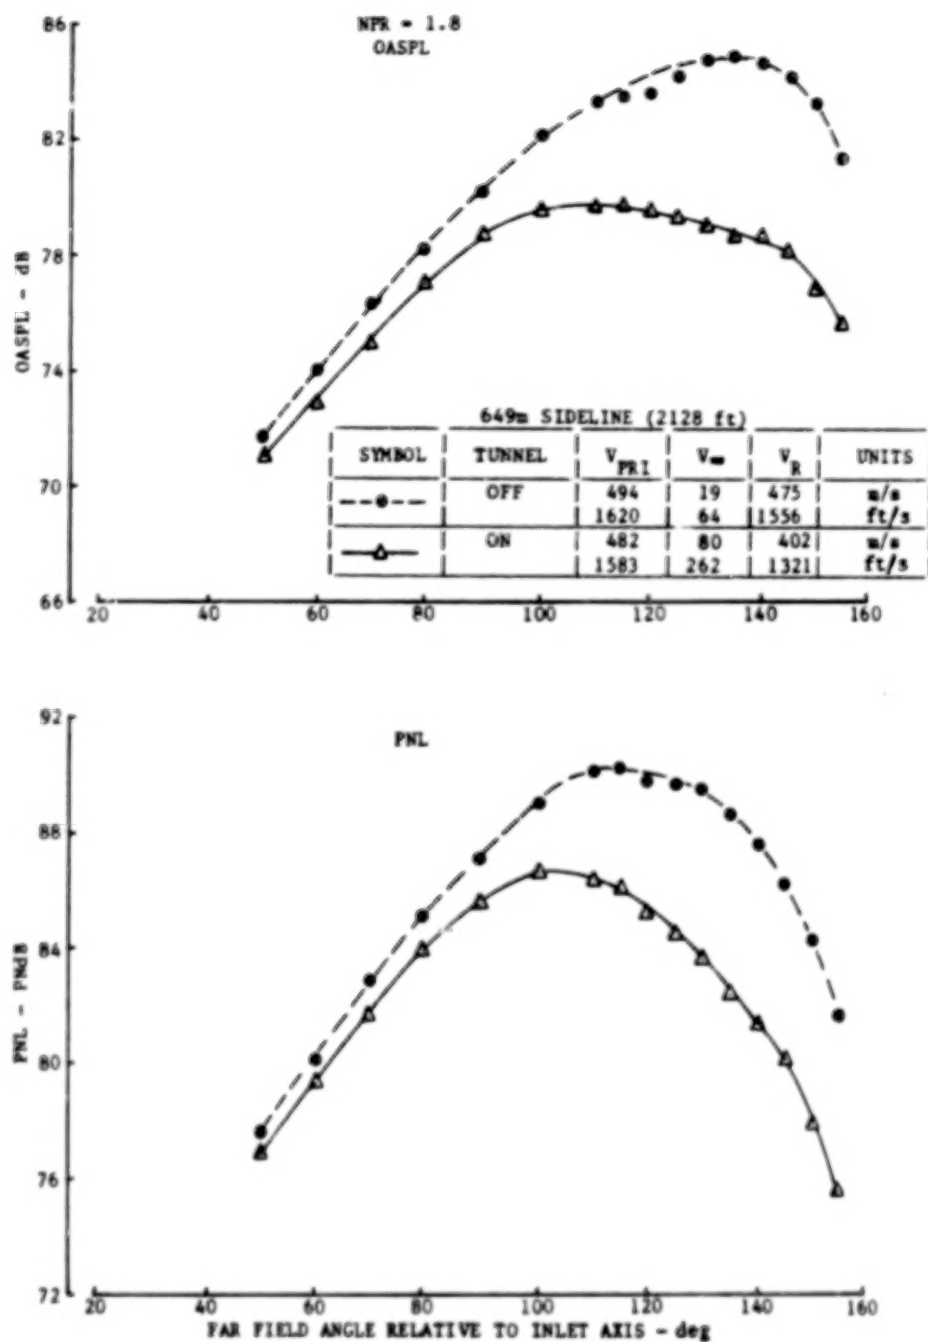 NPR = 1.8
OASPL
86
82
78
74
70
66
OASPL - dB
649m SIDELINE (2128 ft)
SYMBOL TUNNEL V_PRI V∞ V_R UNITS
OFF 494 19 475 m/s
1620 64 1556 ft/s
ON 482 80 402 m/s
1583 262 1321 ft/s
20 40 60 80 100 120 140 160
PNL
92
88
84
80
76
72
PNL - PNdB
20 40 60 80 100 120 140 160
FAR FIELD ANGLE RELATIVE TO INLET AXIS - deg